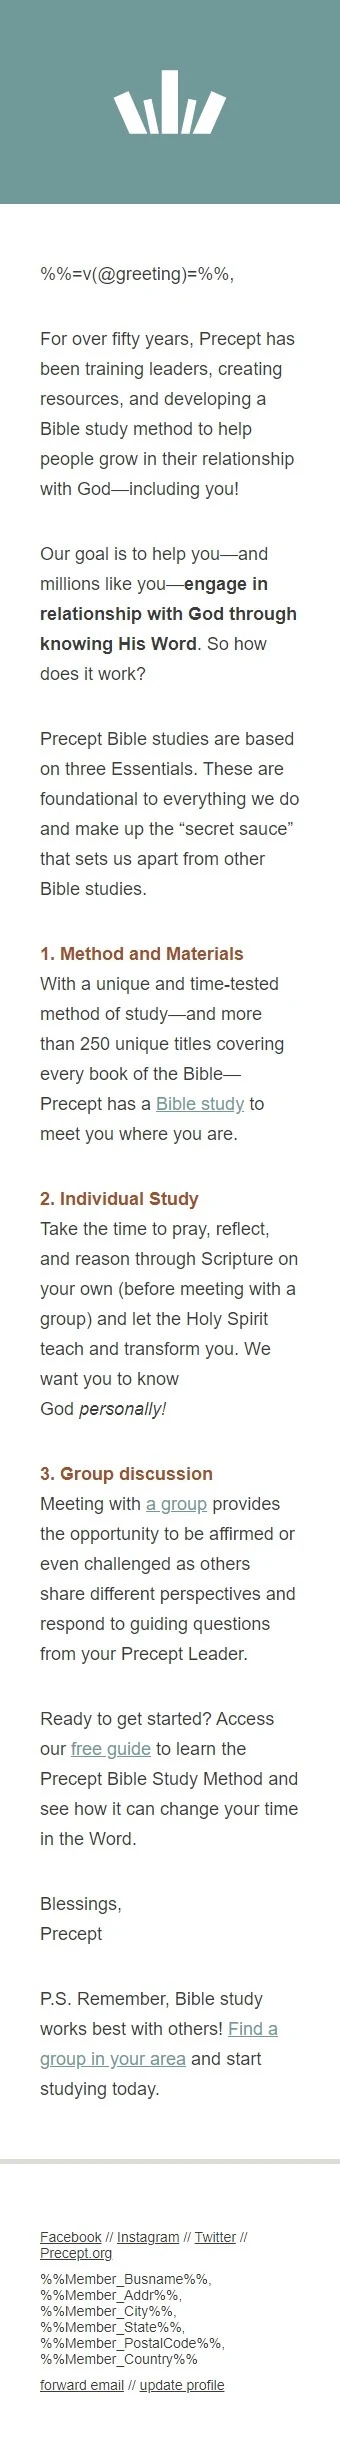 %%=v(@greeting)=%%,
For over fifty years, Precept has
been training leaders, creating
resources, and developing a
Bible study method to help
people grow in their relationship
with God—including you!
Our goal is to help you—and
millions like you—engage in
relationship with God through
knowing His Word. So how
does it work?
Precept Bible studies are based
on three Essentials. These are
foundational to everything we do
and make up the “secret sauce”
that sets us apart from other
Bible studies.
1. Method and Materials
With a unique and time-tested
method of study—and more
than 250 unique titles covering
every book of the Bible—
Precept has a Bible study to
meet you where you are.
2. Individual Study
Take the time to pray, reflect,
and reason through Scripture on
your own (before meeting with a
group) and let the Holy Spirit
teach and transform you. We
want you to know
God personally!
3. Group discussion
Meeting with a group provides
the opportunity to be affirmed or
even challenged as others
share different perspectives and
respond to guiding questions
from your Precept Leader.
Ready to get started? Access
our free guide to learn the
Precept Bible Study Method and
see how it can change your time
in the Word.
Blessings,
Precept
P.S. Remember, Bible study
works best with others! Find a
group in your area and start
studying today.
Facebook // Instagram // Twitter //
Precept.org
%%Member_Busname%%,
%%Member_Addr%%,
%%Member_City%%,
%%Member_State%%,
%%Member_PostalCode%%,
%%Member_Country%%
forward email // update profile